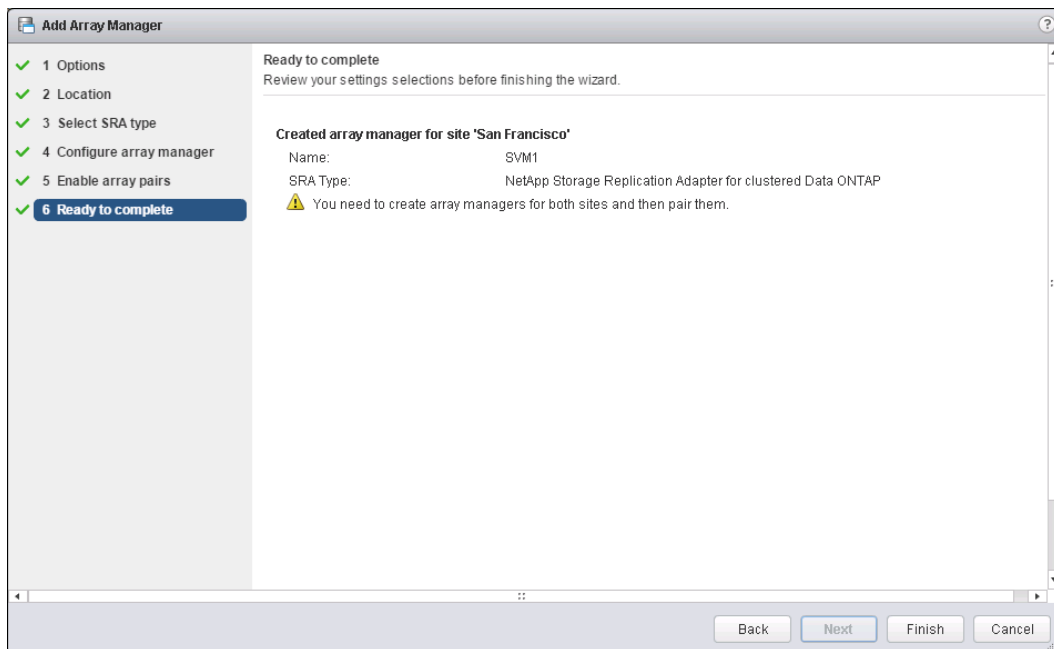 Add Array Manager
?
1 Options
2 Location
3 Select SRA type
4 Configure array manager
5 Enable array pairs
6 Ready to complete
Ready to complete
Review your settings selections before finishing the wizard.
Created array manager for site 'San Francisco'
Name: SVM1
SRA Type: NetApp Storage Replication Adapter for clustered Data ONTAP
You need to create array managers for both sites and then pair them.
Back Next Finish Cancel